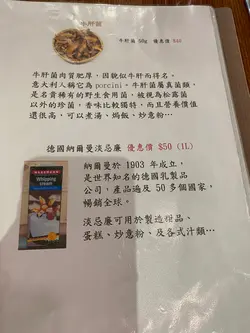 牛肝菌
牛肝菌 50g 優惠價
牛肝菌肉質肥厚,因貌似牛肝而得名。
意大利人稱它為 porcini。牛肝菌屬真菌類,
是名貴稀有的野生食用菌,被視為松露菌
以外的珍菌,香味比較獨特,而且營養價值
還很高,可以煮湯、焗飯、炒意粉…
德國納爾曼淡忌廉 優惠價 $50 (1L)
Whipping
cream
納爾曼於 1903 年成立,
是世界知名的德國乳製品
公司,產品遍及 50 多個國家,
暢銷全球。
淡忌廉可用於製造甜品、
蛋糕、炒意粉、及各式汁類…